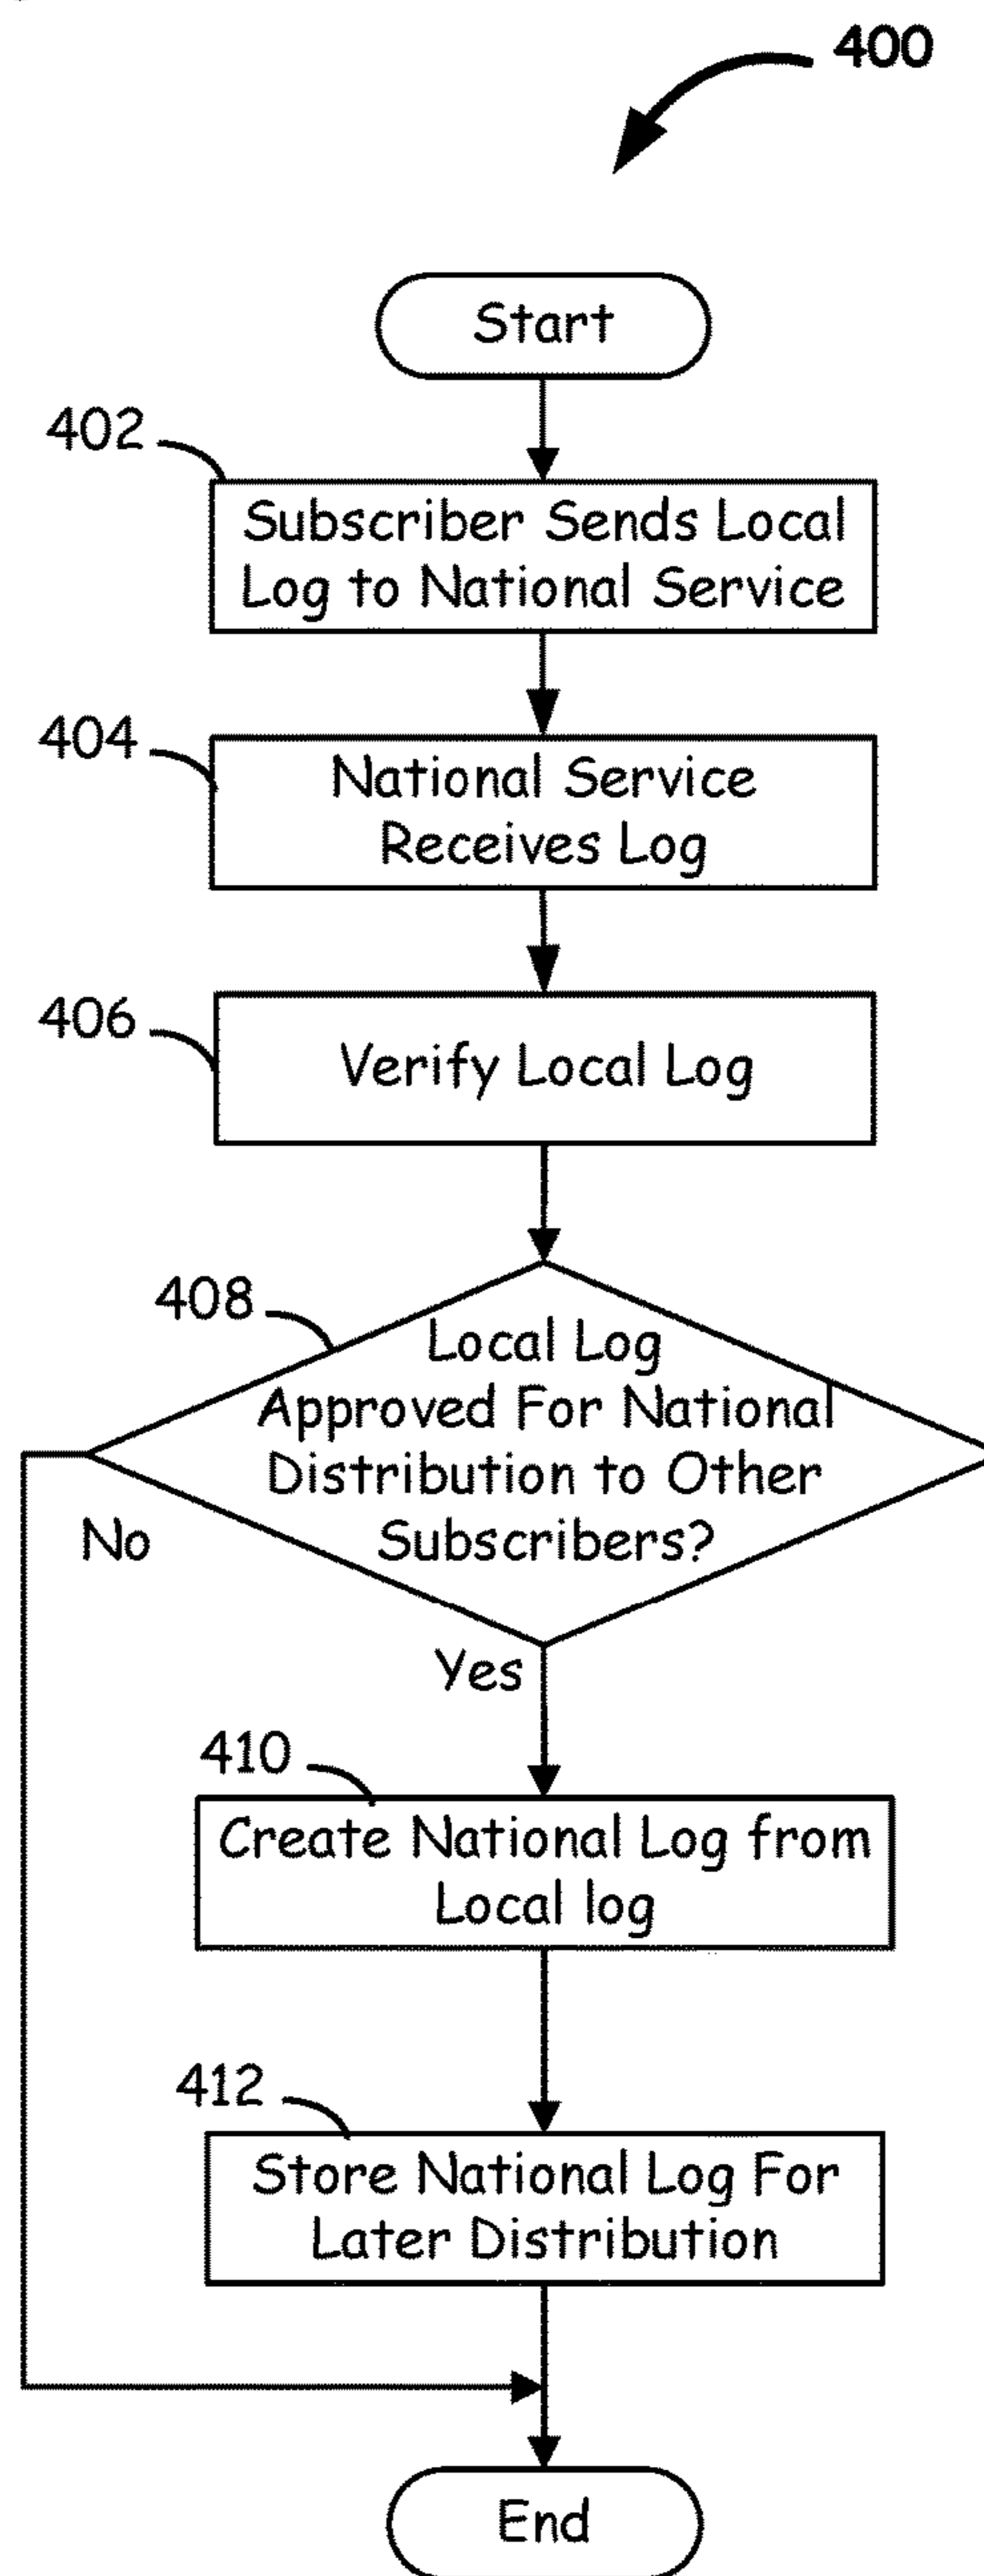 400
Start
402
Subscriber Sends Local
Log to National Service
404
National Service
Receives Log
406
Verify Local Log
408
Local Log
Approved For National
Distribution to Other
Subscribers?
No
Yes
410
Create National Log from
Local log
412
Store National Log For
Later Distribution
End